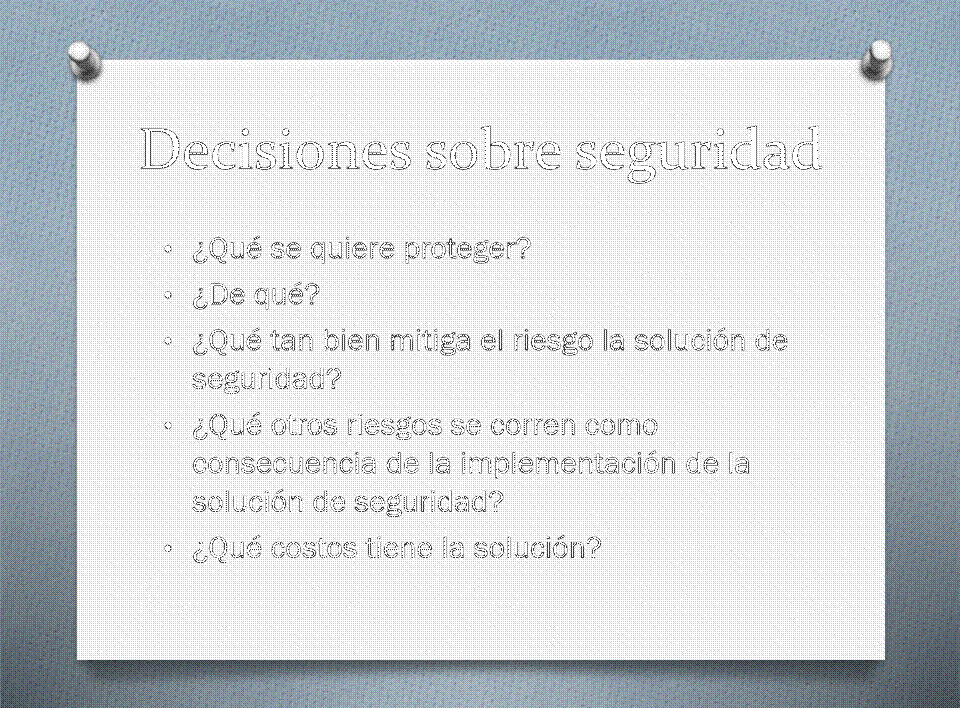 Decisiones sobre seguridad
• ¿Qué se quiere proteger?
• ¿De qué?
• ¿Qué tan bien mitiga el riesgo la solución de
seguridad?
• ¿Qué otros riesgos se corren como
consecuencia de la implementación de la
solución de seguridad?
• ¿Qué costos tiene la solución?